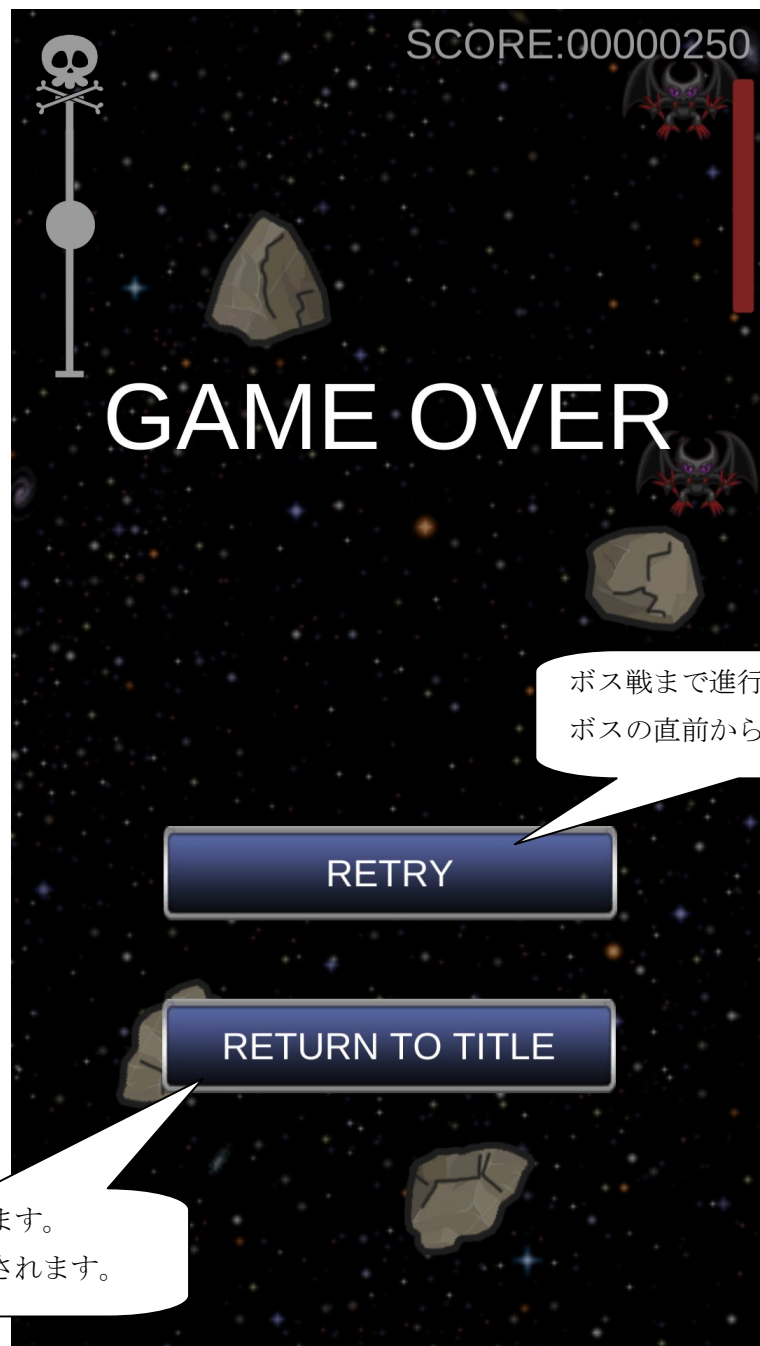 SCORE:00000250
GAME OVER
ボス戦まで進行
ボスの直前から
RETRY
RETURN TO TITLE
ます。
されます。